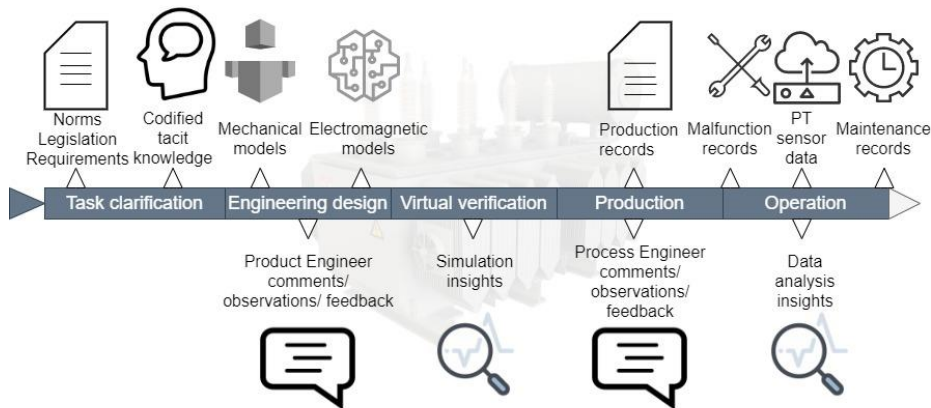 Norms
Legislation
Requirements
Codified
tacit
knowledge
Mechanical
models
Electromagnetic
models
Production
records
Malfunction
records
PT
sensor
data
Maintenance
records
Task clarification
Engineering design
Virtual verification
Production
Operation
Product Engineer
comments/
observations/ feedback
Simulation
insights
Process Engineer
comments/
observations/
feedback
Data
analysis
insights